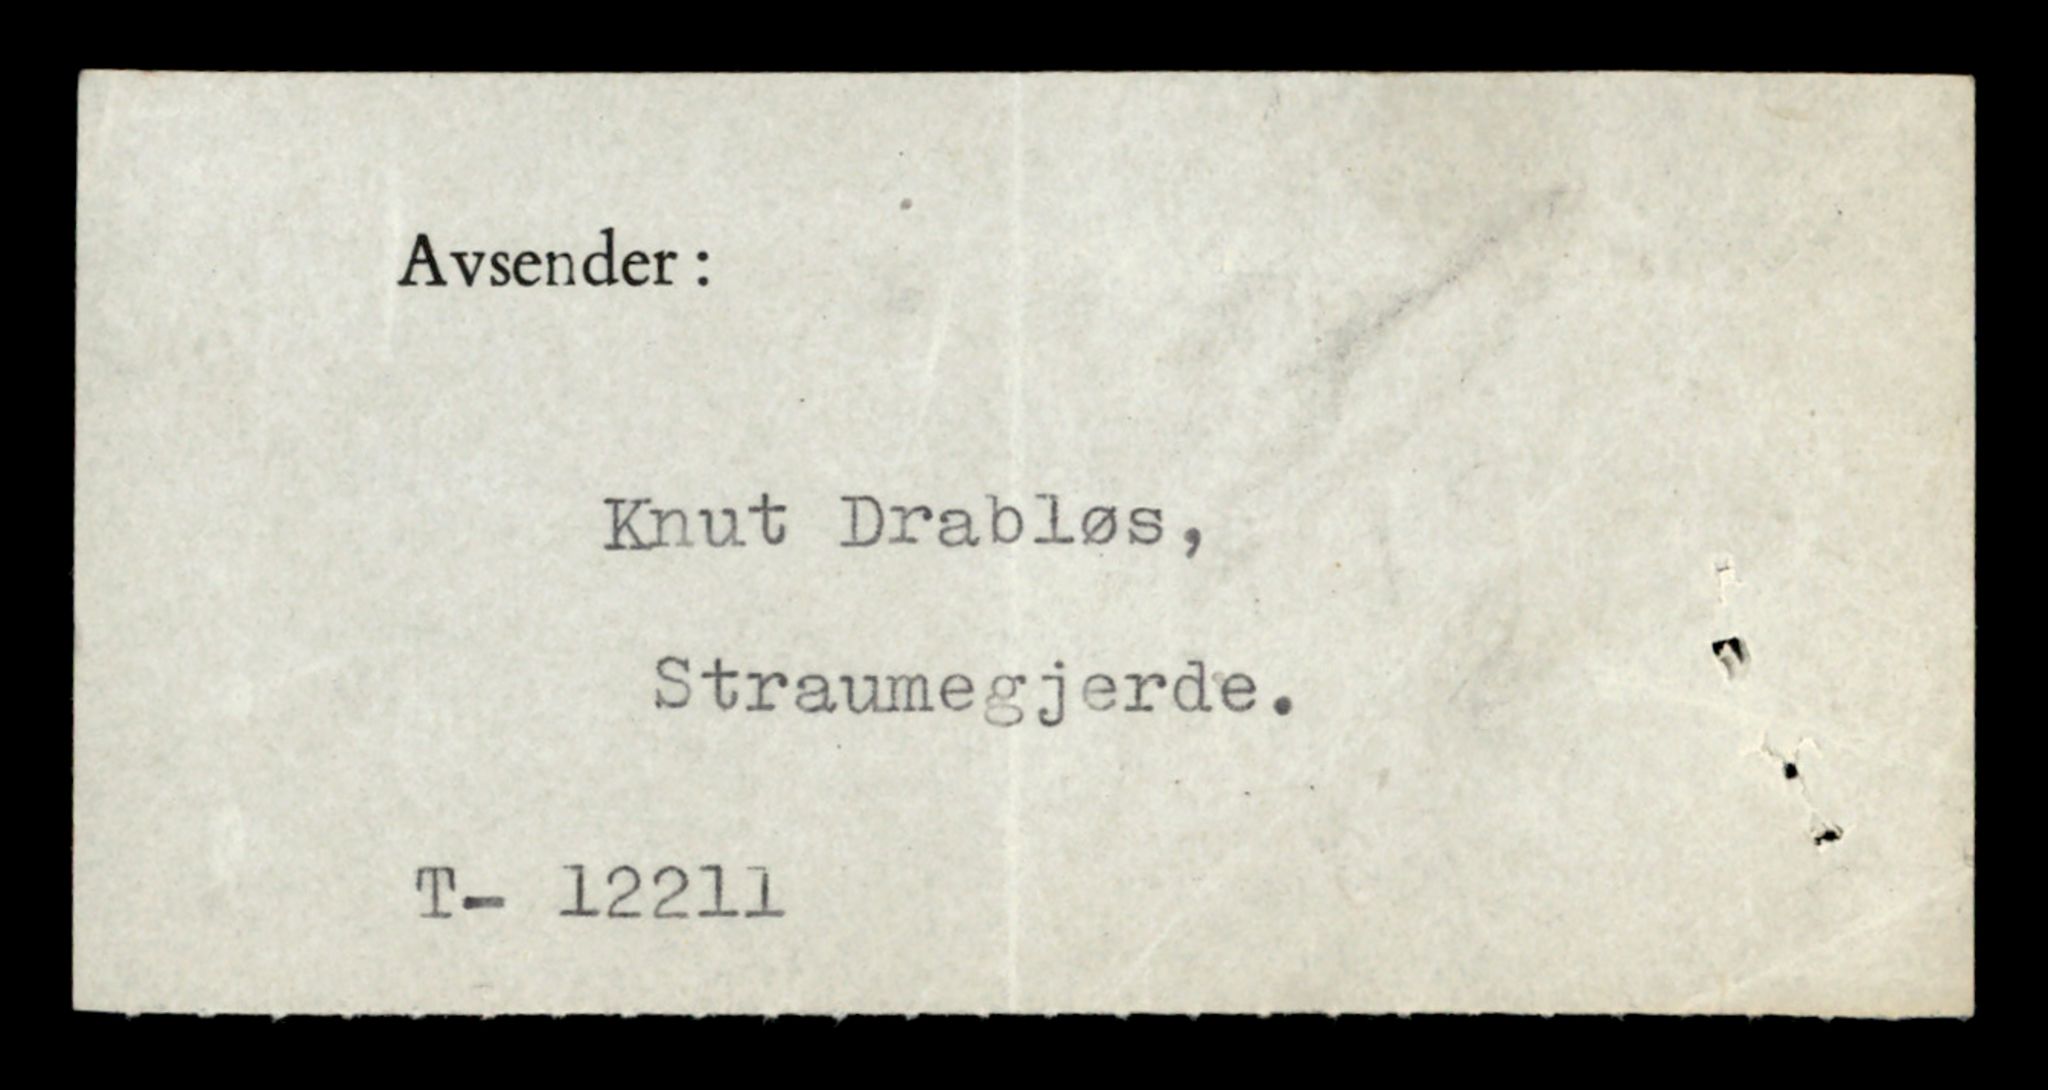 Avsender:
Knut Drabløs,
Straumegjerde.
T- 12211